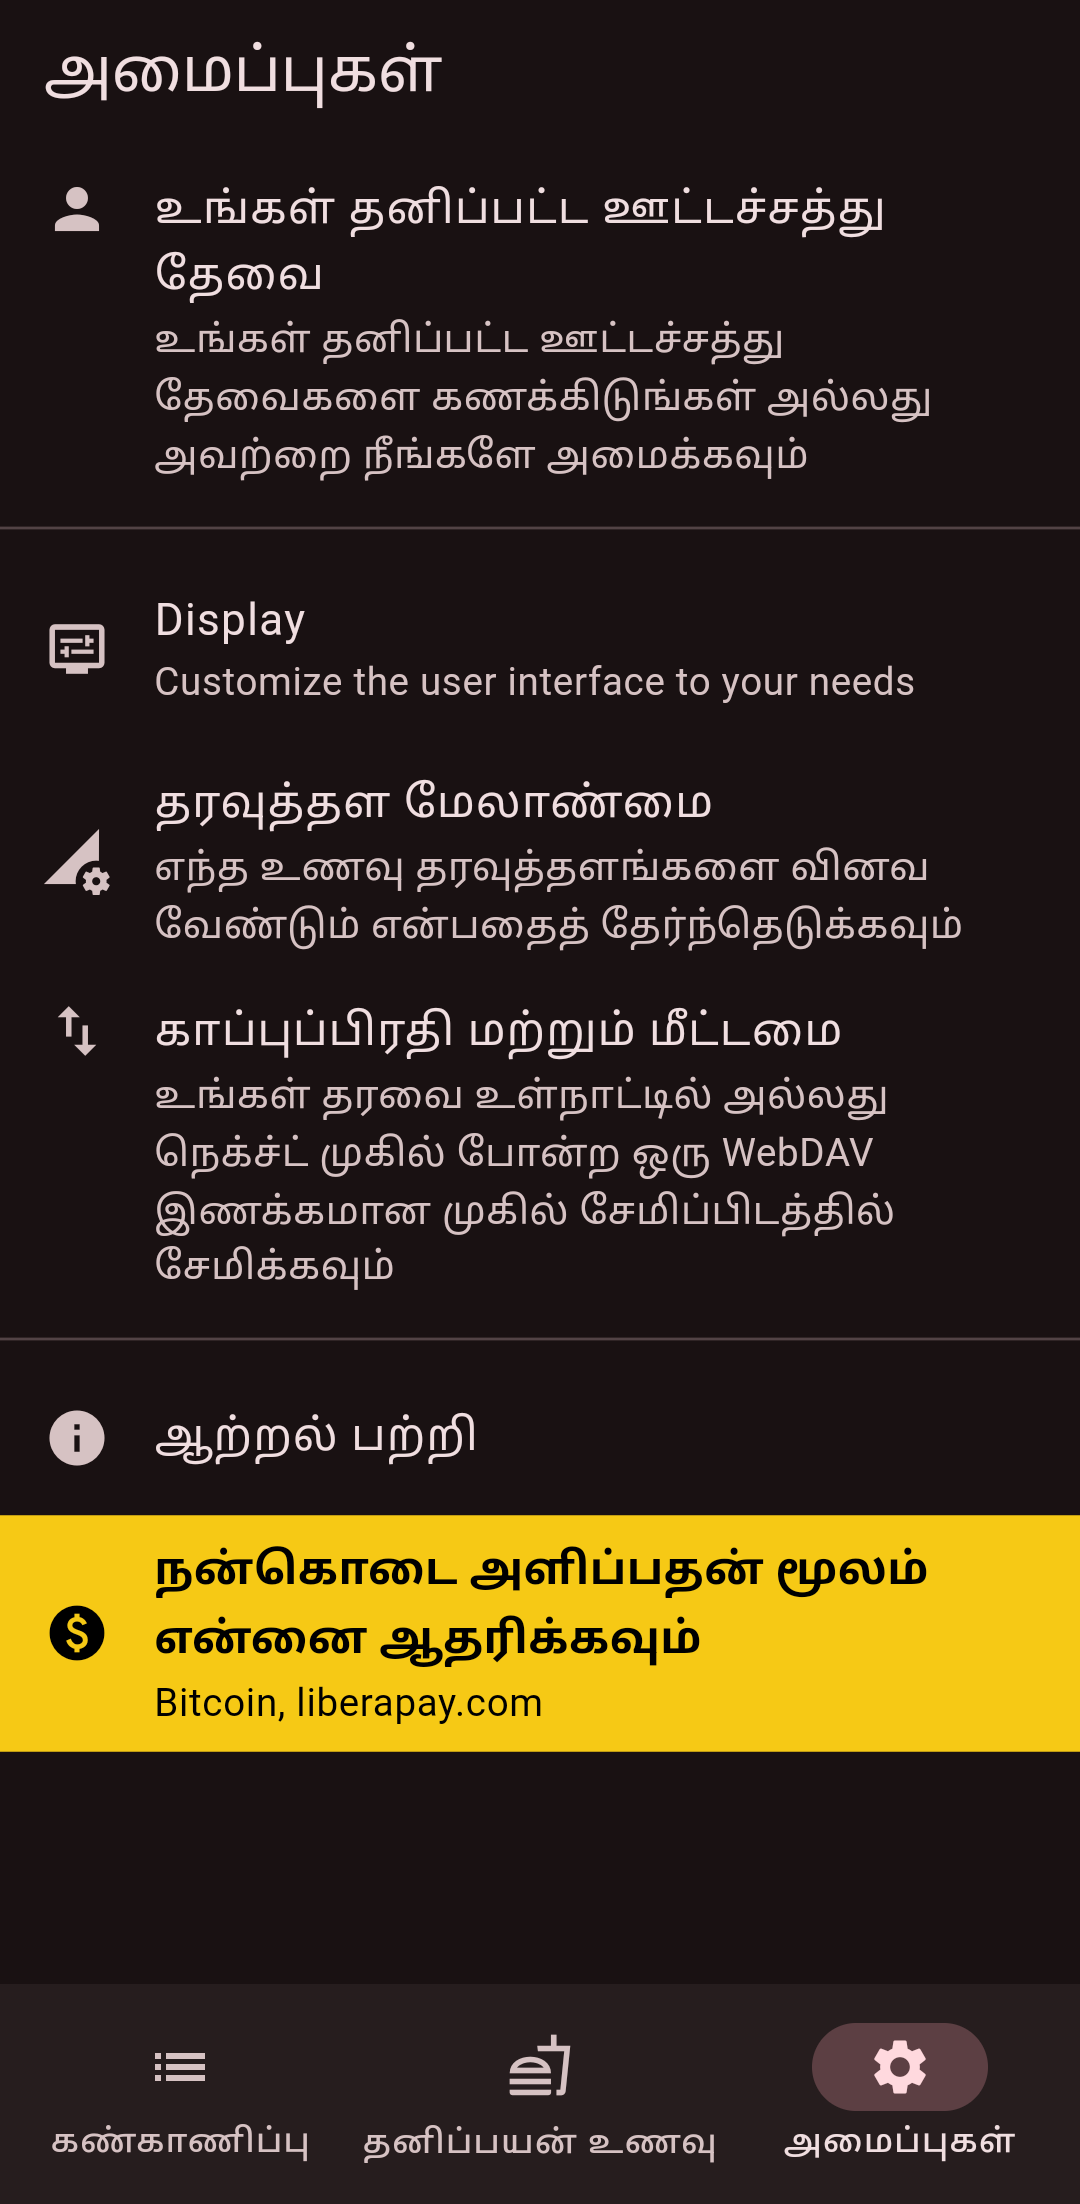 அமைப்புகள்
உங்கள் தனிப்பட்ட ஊட்டச்சத்து
தேவை
உங்கள் தனிப்பட்ட ஊட்டச்சத்து
தேவைகளை கணக்கிடுங்கள் அல்லது
அவற்றை நீங்களே அமைக்கவும்
Display
Customize the user interface to your needs
தரவுத்தள மேலாண்மை
எந்த உணவு தரவுத்தளங்களை வினவ
வேண்டும் என்பதைத் தேர்ந்தெடுக்கவும்
காப்புப்பிரதி மற்றும் மீட்டமை
உங்கள் தரவை உள்நாட்டில் அல்லது
நெக்ச்ட் முகில் போன்ற ஒரு WebDAV
இணக்கமான முகில் சேமிப்பிடத்தில்
சேமிக்கவும்
ஆற்றல் பற்றி
நன்கொடை அளிப்பதன் மூலம்
என்னை ஆதரிக்கவும்
Bitcoin, liberapay.com
கண்காணிப்பு
தனிப்பயன் உணவு
அமைப்புகள்